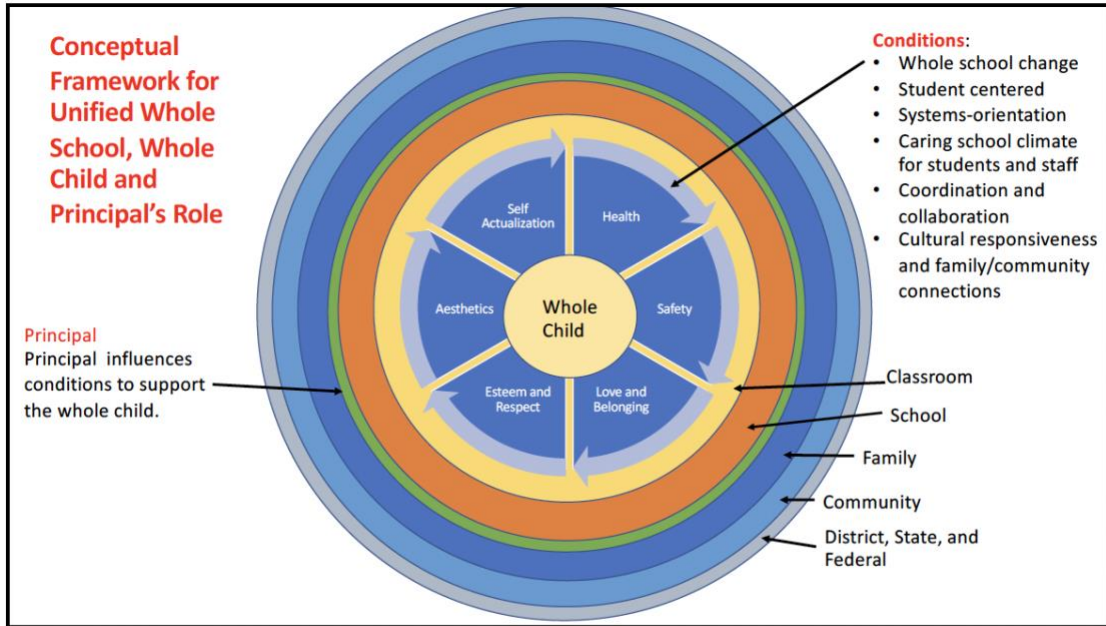 Conceptual
Framework for
Unified Whole
School, Whole
Child and
Principal's Role
Conditions:
• Whole school change
• Student centered
• Systems-orientation
• Caring school climate
for students and staff
• Coordination and
collaboration
• Cultural responsiveness
and family/community
connections
Self
Actualization
Health
Aesthetics
Whole
Child
Safety
Esteem and
Respect
Love and
Belonging
Principal
Principal influences
conditions to support
the whole child.
Classroom
School
Family
Community
District, State, and
Federal